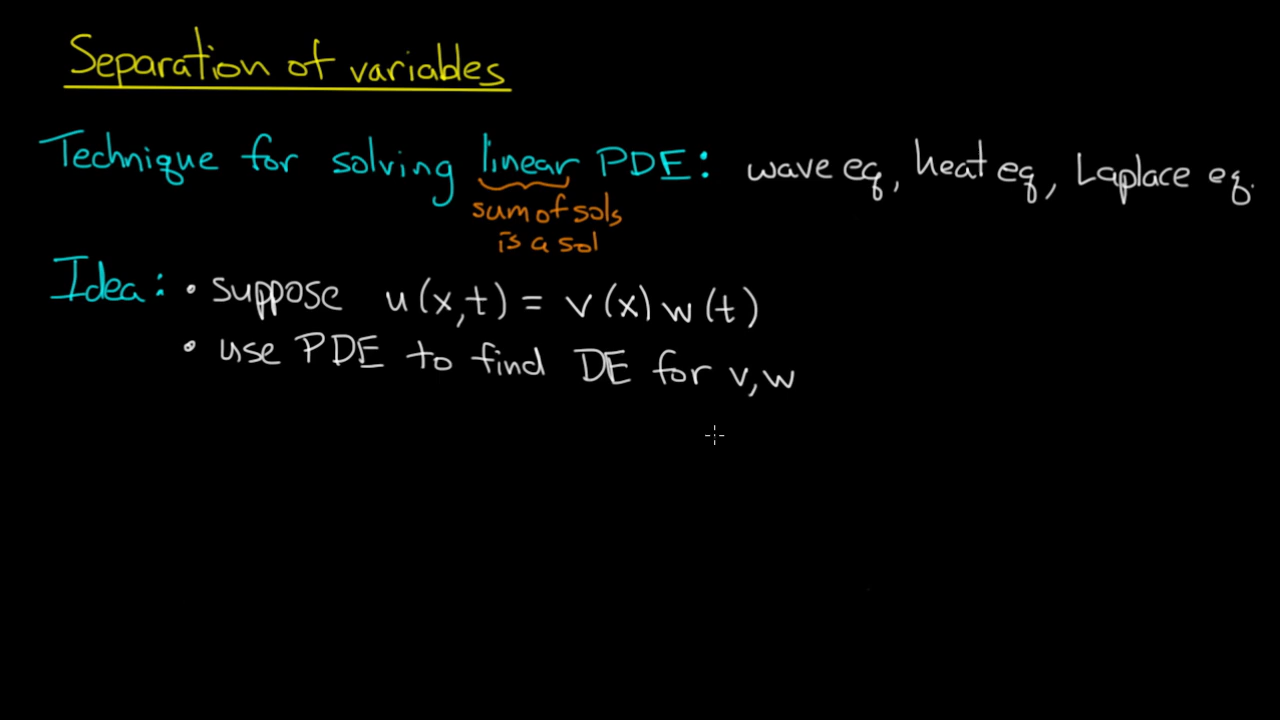 Separation of variables
Technique for solving linear PDE: wave eq, heat eq, Laplace eq.
sum of sols
is a sol
Idea: • suppose u(x,t) = v(x) w(t)
• use PDE to find DE for v,w